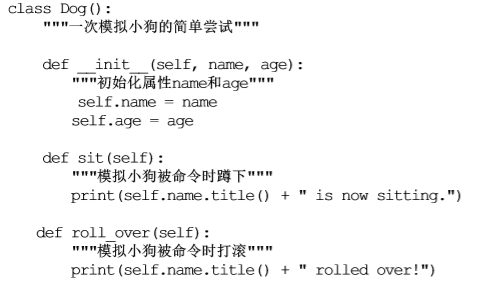 class Dog():
"""一次模拟小狗的简单尝试"""
def __init__(self, name, age):
"""初始化属性name和age"""
self.name = name
self.age = age
def sit(self):
"""模拟小狗被命令时蹲下"""
print(self.name.title() + " is now sitting.")
def roll_over(self):
"""模拟小狗被命令时打滚"""
print(self.name.title() + " rolled over!")